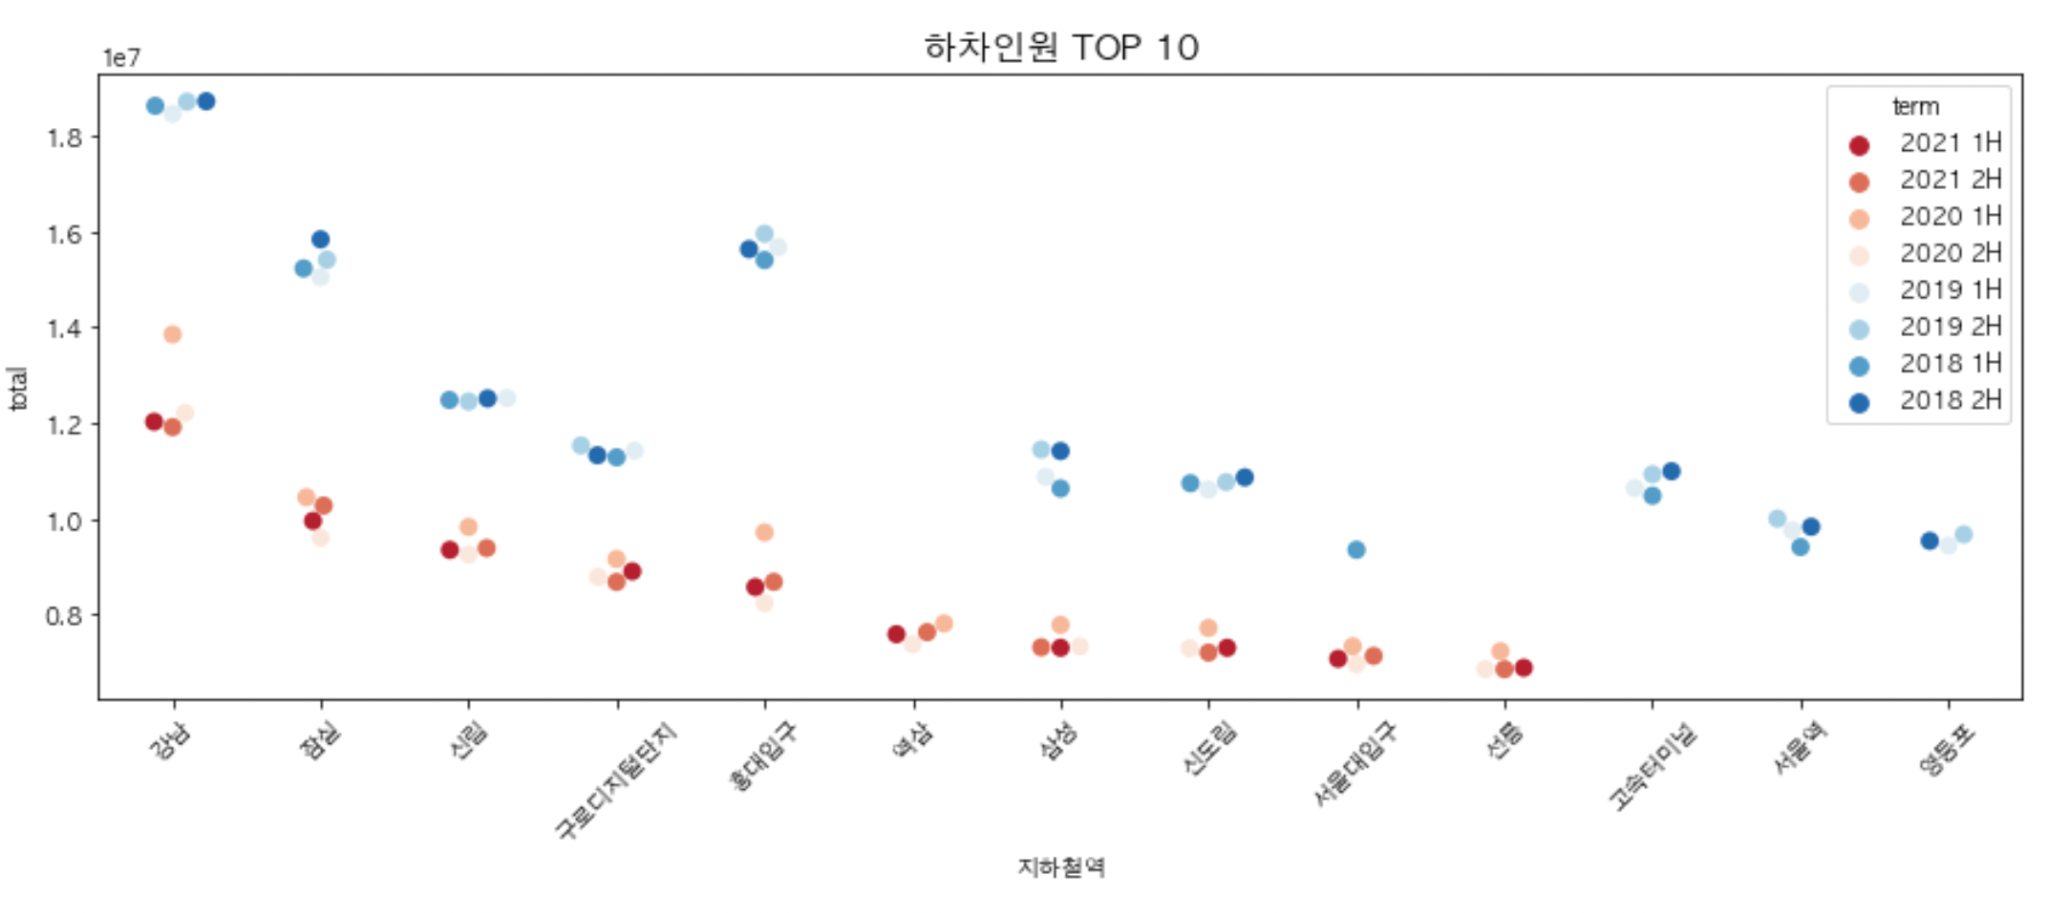 하차인원 TOP 10
1e7
1.8
1.6
1.4
1.2
1.0
0.8
total
term
2021 1H
2021 2H
2020 1H
2020 2H
2019 1H
2019 2H
2018 1H
2018 2H
강남
잠실
신림
구로디지털단지
홍대입구
역삼
삼성
신도림
서울대입구
선릉
고속터미널
서울역
영등포
지하철역